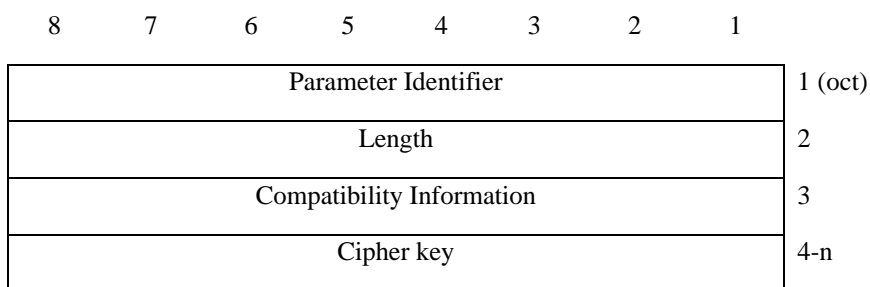 8 7 6 5 4 3 2 1
Parameter Identifier 1 (oct)
Length 2
Compatibility Information 3
Cipher key 4-n